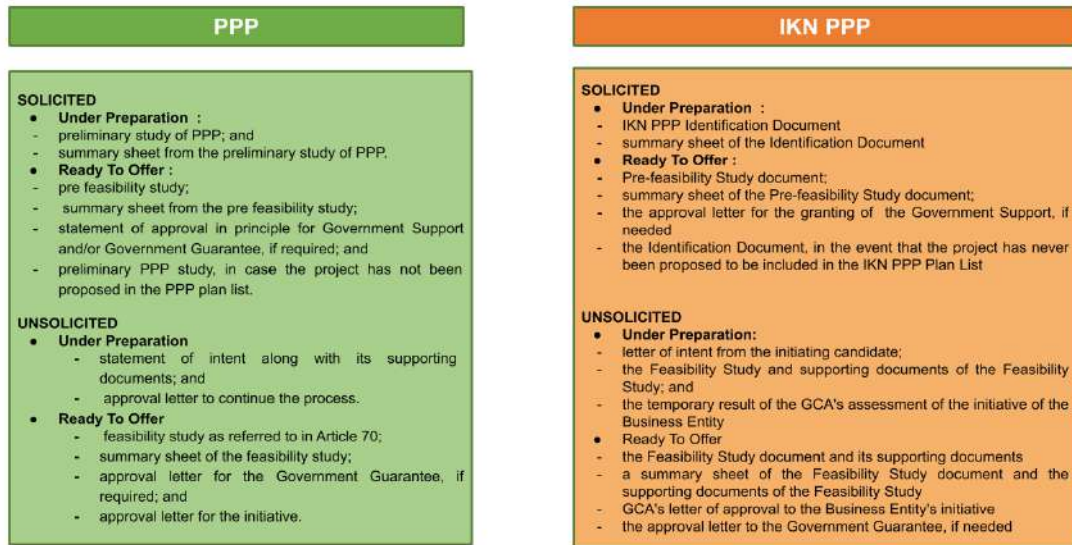 PPP
SOLICITED
● Under Preparation :
- preliminary study of PPP; and
- summary sheet from the preliminary study of PPP.
● Ready To Offer :
- pre feasibility study;
- summary sheet from the pre feasibility study;
- statement of approval in principle for Government Support
and/or Government Guarantee, if required; and
- preliminary PPP study, in case the project has not been
proposed in the PPP plan list.
UNSOLICITED
● Under Preparation
- statement of intent along with its supporting
documents; and
- approval letter to continue the process.
● Ready To Offer
- feasibility study as referred to in Article 70;
- summary sheet of the feasibility study;
- approval letter for the Government Guarantee, if
required; and
- approval letter for the initiative.
IKN PPP
SOLICITED
● Under Preparation :
- IKN PPP Identification Document
- summary sheet of the Identification Document
● Ready To Offer :
- Pre-feasibility Study document;
- summary sheet of the Pre-feasibility Study document;
- the approval letter for the granting of the Government Support, if
needed
- the Identification Document, in the event that the project has never
been proposed to be included in the IKN PPP Plan List
UNSOLICITED
● Under Preparation:
- letter of intent from the initiating candidate;
- the Feasibility Study and supporting documents of the Feasibility
Study; and
- the temporary result of the GCA's assessment of the initiative of the
Business Entity
● Ready To Offer
- the Feasibility Study document and its supporting documents
- a summary sheet of the Feasibility Study document and the
supporting documents of the Feasibility Study
- GCA's letter of approval to the Business Entity's initiative
- the approval letter to the Government Guarantee, if needed